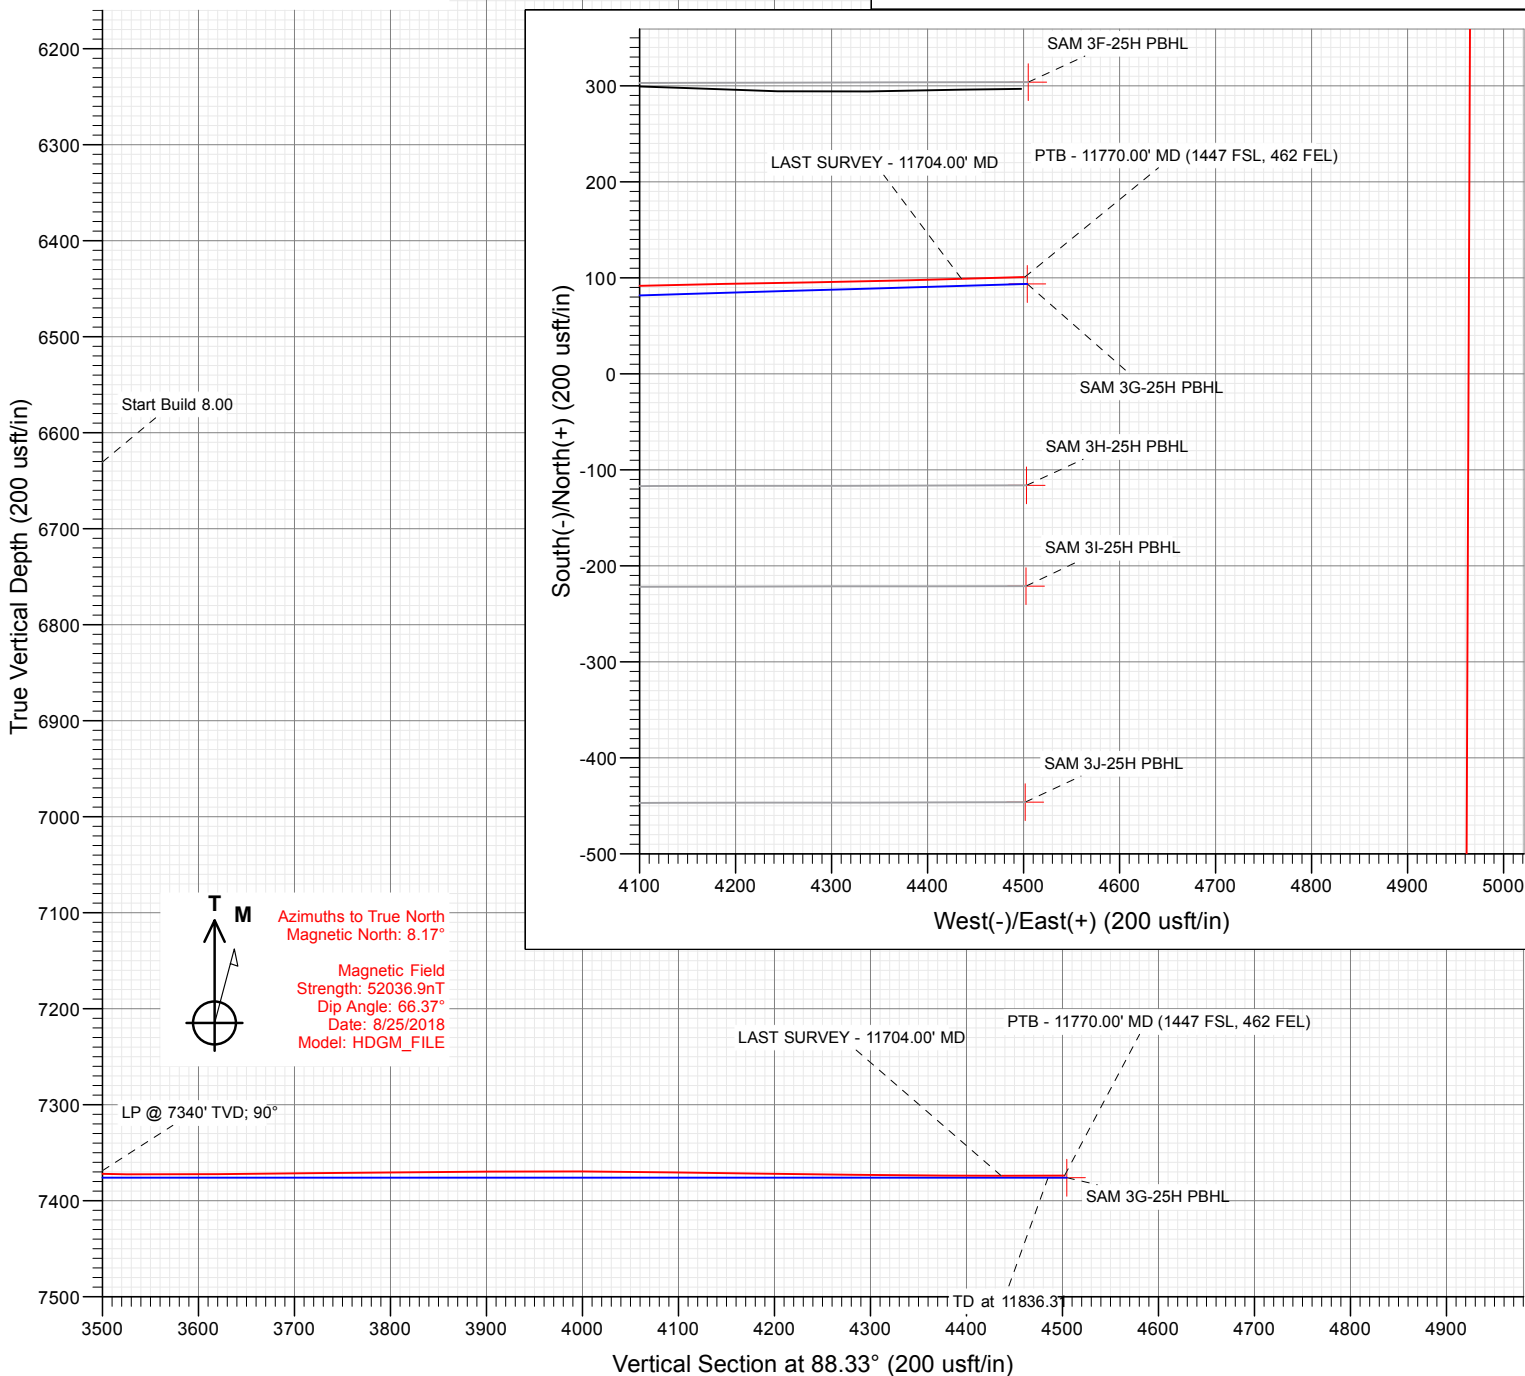 6200
6300
6400
6500
6600
6700
6800
6900
7000
7100
7200
7300
7400
7500
True Vertical Depth (200 usft/in)
Start Build 8.00
300
200
100
0
-100
-200
-300
-400
-500
South(-)/North(+) (200 usft/in)
SAM 3F-25H PBHL
LAST SURVEY - 11704.00' MD
PTB - 11770.00' MD (1447 FSL, 462 FEL)
SAM 3G-25H PBHL
SAM 3H-25H PBHL
SAM 3I-25H PBHL
SAM 3J-25H PBHL
4100 4200 4300 4400 4500 4600 4700 4800 4900 5000
West(-)/East(+) (200 usft/in)
T
M
Azimuths to True North
Magnetic North: 8.17°
Magnetic Field
Strength: 52036.9nT
Dip Angle: 66.37°
Date: 8/25/2018
Model: HDGM_FILE
LAST SURVEY - 11704.00' MD
PTB - 11770.00' MD (1447 FSL, 462 FEL)
LP @ 7340' TVD; 90°
SAM 3G-25H PBHL
TD at 11836.3
3500 3600 3700 3800 3900 4000 4100 4200 4300 4400 4500 4600 4700 4800 4900
Vertical Section at 88.33° (200 usft/in)